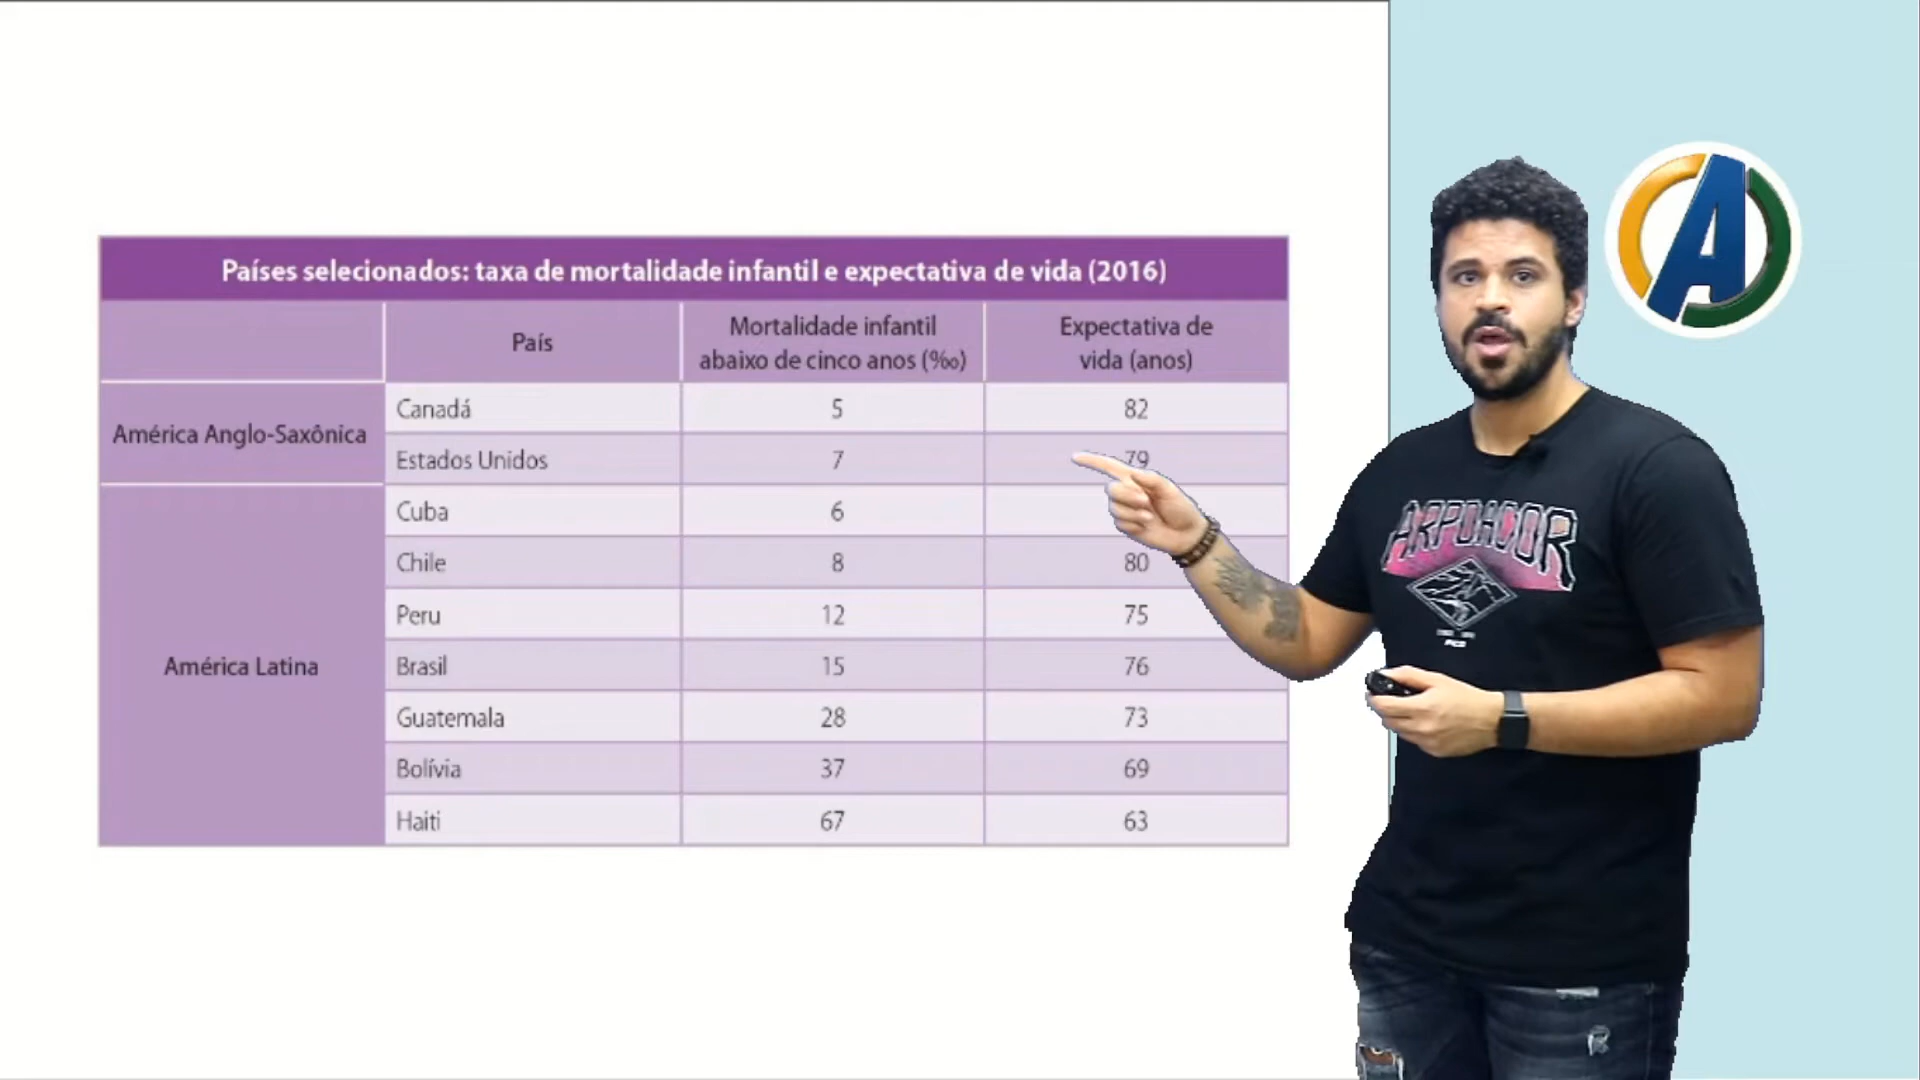 Países selecionados: taxa de mortalidade infantil e expectativa de vida (2016)
País
Mortalidade infantil
abaixo de cinco anos (‰)
Expectativa de
vida (anos)
América Anglo-Saxônica
Canadá 5 82
Estados Unidos 7 79
América Latina
Cuba 6
Chile 8 80
Peru 12 75
Brasil 15 76
Guatemala 28 73
Bolívia 37 69
Haiti 67 63
A
ARPOADOR